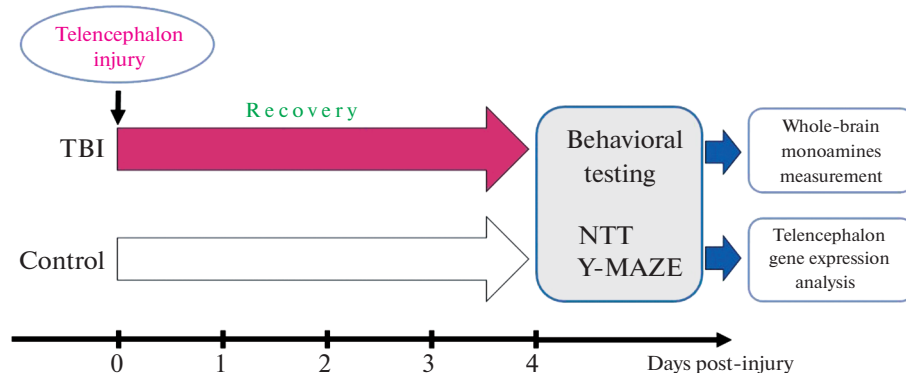 Telencephalon
injury
Recovery
TBI
Control
Behavioral
testing
NTT
Y-MAZE
Whole-brain
monoamines
measurement
Telencephalon
gene expression
analysis
0 1 2 3 4 Days post-injury